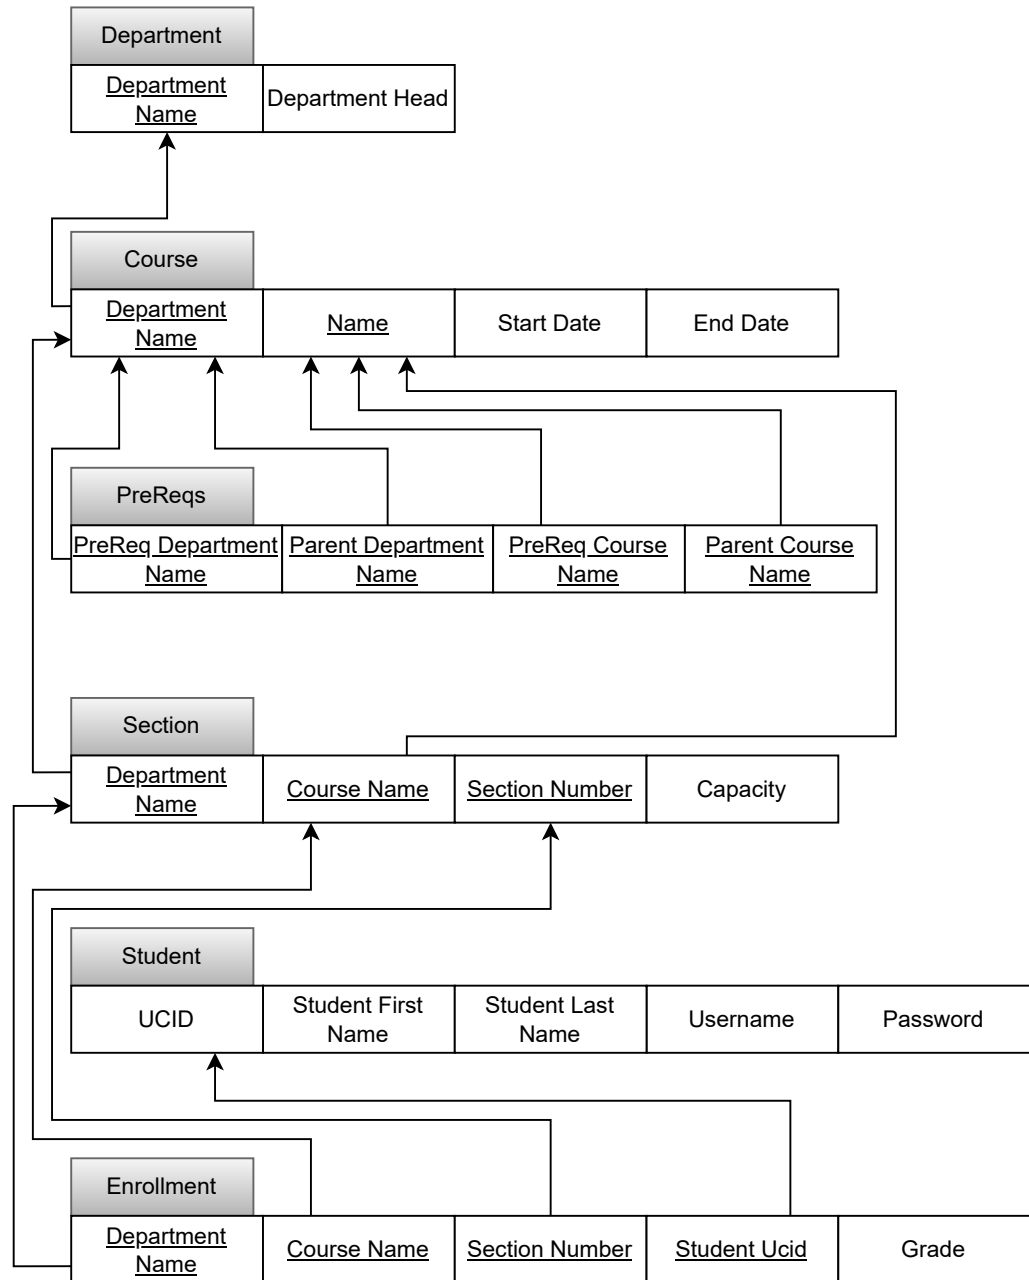 Department
Department
Name
Department Head
Course
Department
Name
Name
Start Date
End Date
PreReqs
PreReq Department
Name
Parent Department
Name
PreReq Course
Name
Parent Course
Name
Section
Department
Name
Course Name
Section Number
Capacity
Student
UCID
Student First
Name
Student Last
Name
Username
Password
Enrollment
Department
Name
Course Name
Section Number
Student Ucid
Grade